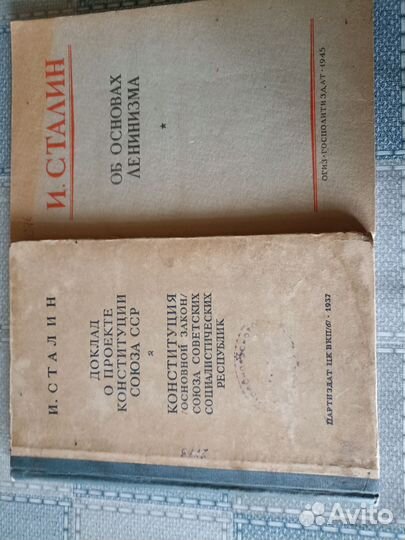 И. СТАЛИН
ОБ ОСНОВАХ
ЛЕНИНИЗМА
ОГИЗ • ГОСПОЛИТИЗДАТ • 1945
И. СТАЛИН
ДОКЛАД
О ПРОЕКТЕ
КОНСТИТУЦИИ
СОЮЗА ССР
КОНСТИТУЦИЯ
/ОСНОВНОЙ ЗАКОН/
СОЮЗА СОВЕТСКИХ
СОЦИАЛИСТИЧЕСКИХ
РЕСПУБЛИК
ПАРТИЗДАТ ЦК ВКП/б/ • 1937
Avito